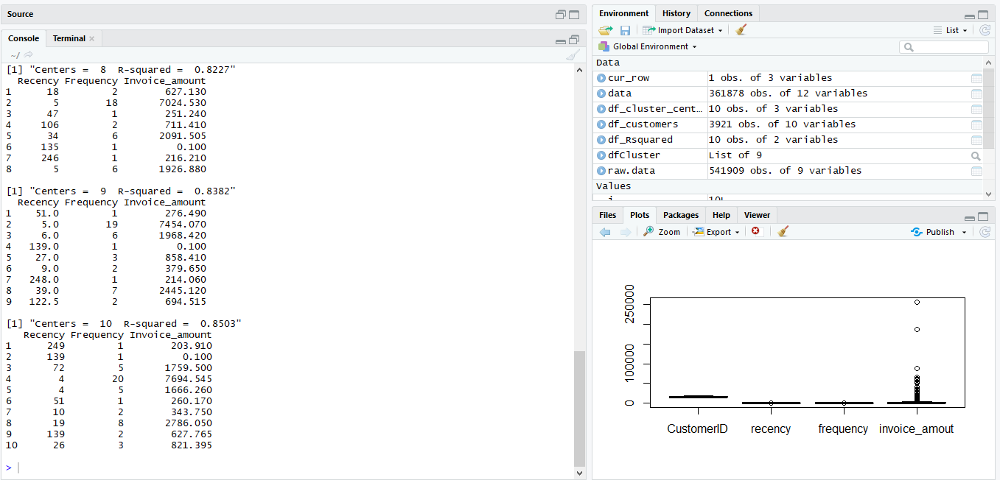 Source
Console Terminal
~/
[1] "Centers =  8  R-squared =  0.8227"
Recency Frequency Invoice_amount
1 18 2 627.130
2 5 18 7024.530
3 47 1 251.240
4 106 2 711.410
5 34 6 2091.505
6 135 1 0.100
7 246 1 216.210
8 5 6 1926.880
[1] "Centers =  9  R-squared =  0.8382"
Recency Frequency Invoice_amount
1 51.0 1 276.490
2 5.0 19 7454.070
3 6.0 6 1968.420
4 139.0 1 0.100
5 27.0 3 858.410
6 9.0 2 379.650
7 248.0 1 214.060
8 39.0 7 2445.120
9 122.5 2 694.515
[1] "Centers =  10  R-squared =  0.8503"
Recency Frequency Invoice_amount
1 249 1 203.910
2 139 1 0.100
3 72 5 1759.500
4 4 20 7694.545
5 4 5 1666.260
6 51 1 260.170
7 10 2 343.750
8 19 8 2786.050
9 139 2 627.765
10 26 3 821.395
>
Environment History Connections
Import Dataset List
Global Environment
Data
cur_row 1 obs. of 3 variables
data 361878 obs. of 12 variables
df_cluster_cent… 10 obs. of 3 variables
df_customers 3921 obs. of 10 variables
df_Rsquared 10 obs. of 2 variables
dfCluster List of 9
raw.data 541909 obs. of 9 variables
Values
Files Plots Packages Help Viewer
Zoom Export Publish
250000
100000
0
CustomerID recency frequency invoice_amout